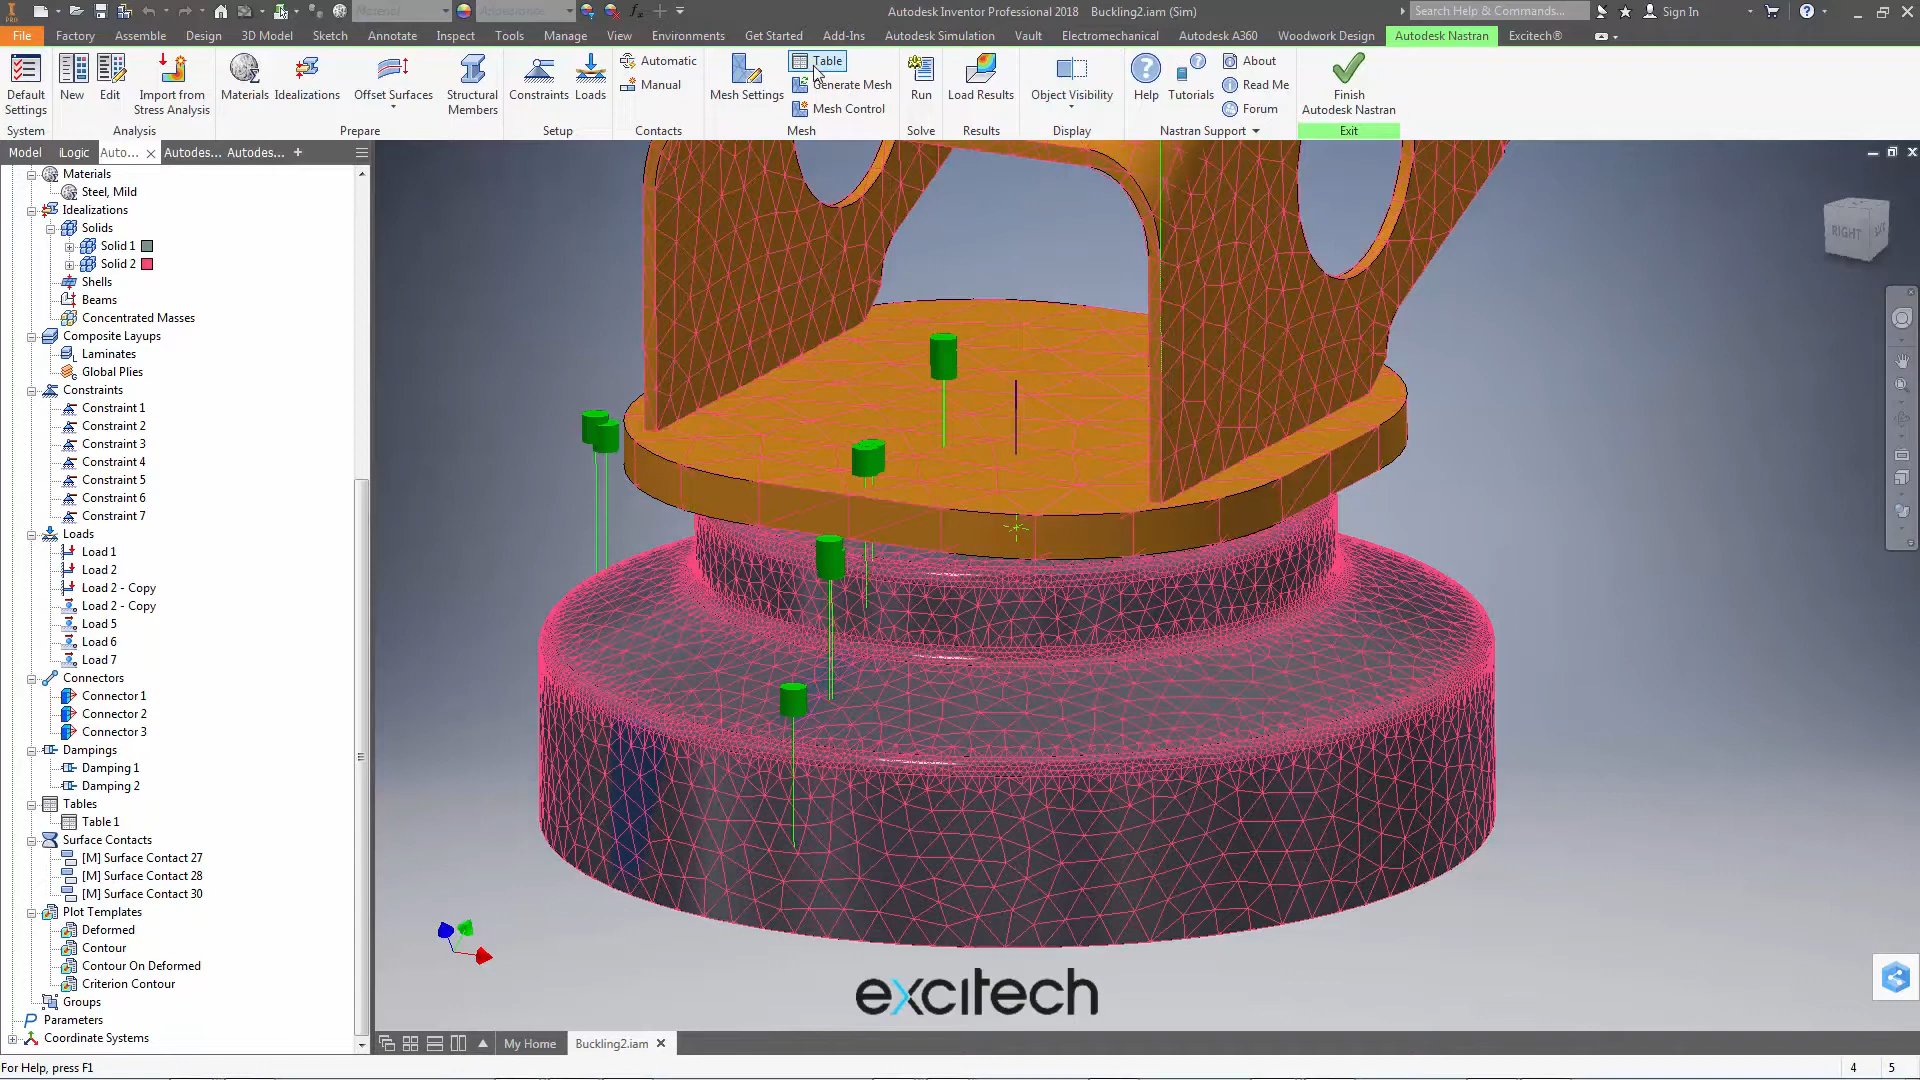 PRO
Material
Appearance
Autodesk Inventor Professional 2018 Buckling2.iam (Sim)
Search Help & Commands...
Sign In
File Factory Assemble Design 3D Model Sketch Annotate Inspect Tools Manage View Environments Get Started Add-Ins Autodesk Simulation Vault Electromechanical Autodesk A360 Woodwork Design Autodesk Nastran Excitech®
Default Settings
New
Edit
Import from Stress Analysis
Materials
Idealizations
Offset Surfaces
Structural Members
Constraints
Loads
Automatic
Manual
Mesh Settings
Table
Generate Mesh
Mesh Control
Run
Load Results
Object Visibility
Help
Tutorials
About
Read Me
Forum
Finish Autodesk Nastran
System Analysis Prepare Setup Contacts Mesh Solve Results Display Nastran Support Exit
Model iLogic Auto... Autodes... Autodes... +
Materials
Steel, Mild
Idealizations
Solids
Solid 1
Solid 2
Shells
Beams
Concentrated Masses
Composite Layups
Laminates
Global Plies
Constraints
Constraint 1
Constraint 2
Constraint 3
Constraint 4
Constraint 5
Constraint 6
Constraint 7
Loads
Load 1
Load 2
Load 2 - Copy
Load 2 - Copy
Load 5
Load 6
Load 7
Connectors
Connector 1
Connector 2
Connector 3
Dampings
Damping 1
Damping 2
Tables
Table 1
Surface Contacts
[M] Surface Contact 27
[M] Surface Contact 28
[M] Surface Contact 30
Plot Templates
Deformed
Contour
Contour On Deformed
Criterion Contour
Groups
Parameters
Coordinate Systems
RIGHT
excitech
My Home Buckling2.iam
For Help, press F1
4 5